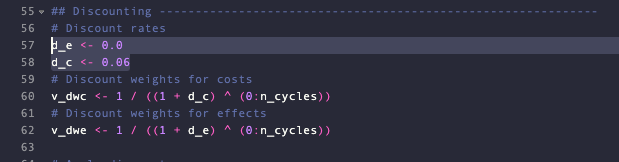 55 ## Discounting ------------------------------------------------------------
56 # Discount rates
57 d_e <- 0.0
58 d_c <- 0.06
59 # Discount weights for costs
60 v_dwc <- 1 / ((1 + d_c) ^ (0:n_cycles))
61 # Discount weights for effects
62 v_dwe <- 1 / ((1 + d_e) ^ (0:n_cycles))
63